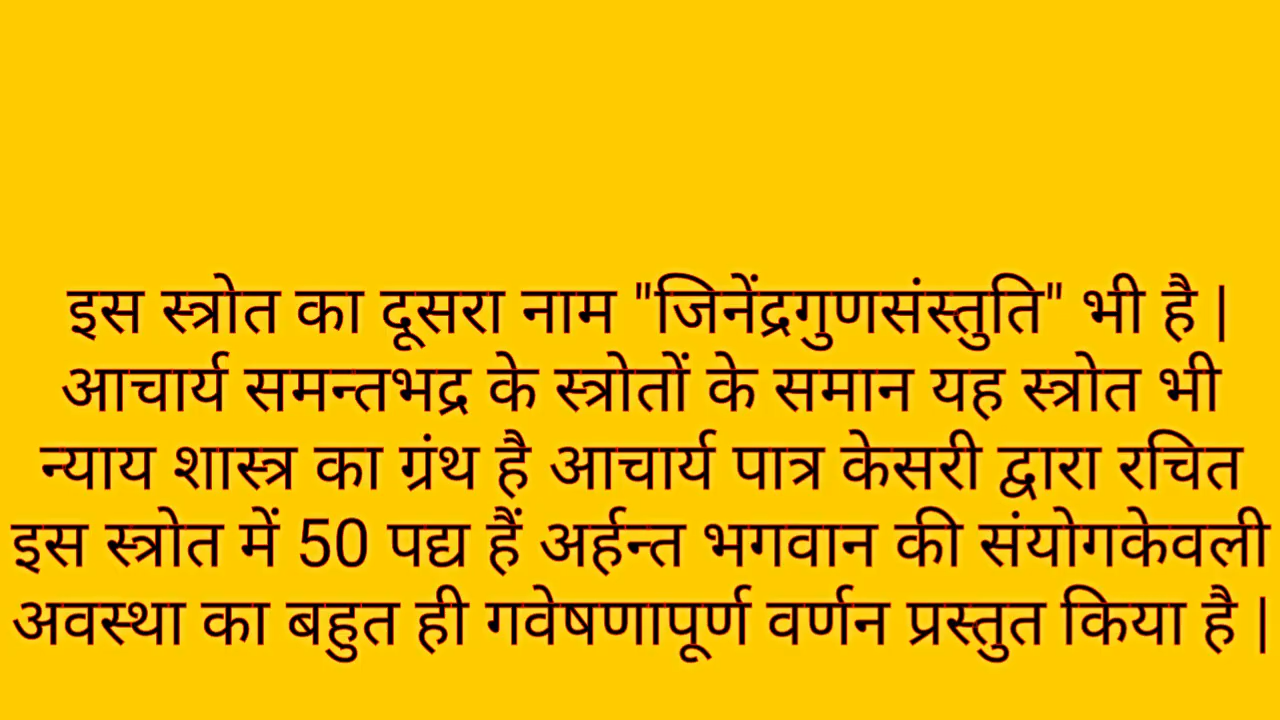 इस स्त्रोत का दूसरा नाम "जिनेंद्रगुणसंस्तुति" भी है |
आचार्य समन्तभद्र के स्त्रोतों के समान यह स्त्रोत भी
न्याय शास्त्र का ग्रंथ है आचार्य पात्र केसरी द्वारा रचित
इस स्त्रोत में 50 पद्य हैं अर्हन्त भगवान की संयोगकेवली
अवस्था का बहुत ही गवेषणापूर्ण वर्णन प्रस्तुत किया है |